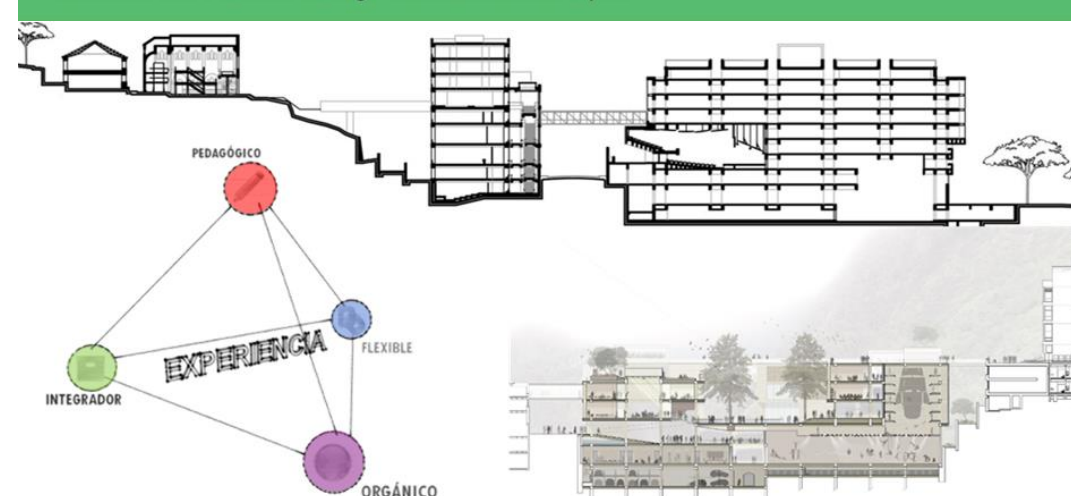 PEDAGÓGICO
FLEXIBLE
EXPERIENCIA
INTEGRADOR
ORGÁNICO